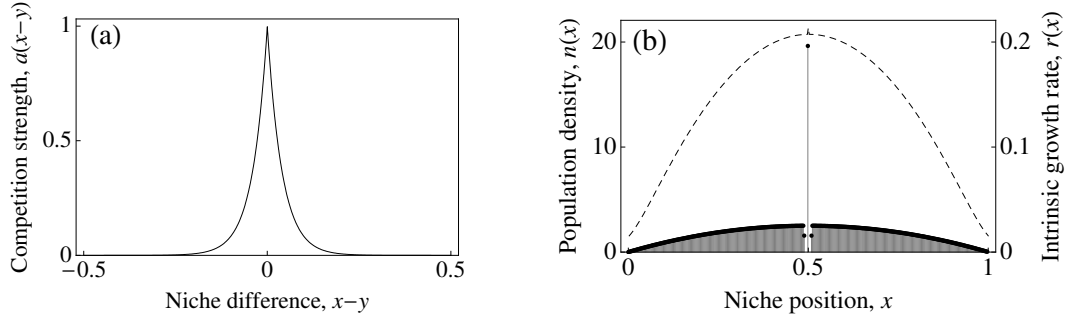 (a)
Competition strength, a(x−y)
1
0.5
0
−0.5
0
0.5
Niche difference, x−y
(b)
Population density, n(x)
20
10
0
0
0.5
1
Niche position, x
0.2
0.1
0
Intrinsic growth rate, r(x)